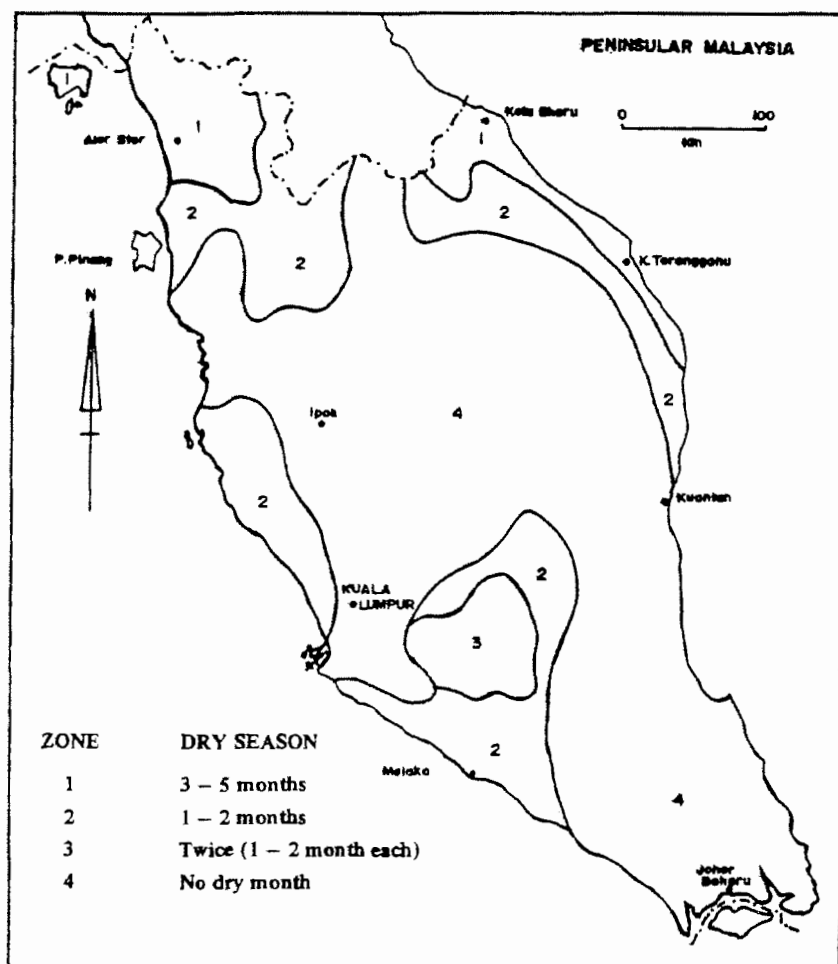 PENINSULAR MALAYSIA
0 100
Km
1
Kota Bharu
1
Alor Star
1
2
2
2
P. Pinang
K. Terengganu
N
2
Ipoh
4
2
Kuantan
2
KUALA
LUMPUR
3
2
Melaka
4
Johor
Baharu
ZONE DRY SEASON
1 3 – 5 months
2 1 – 2 months
3 Twice (1 – 2 month each)
4 No dry month